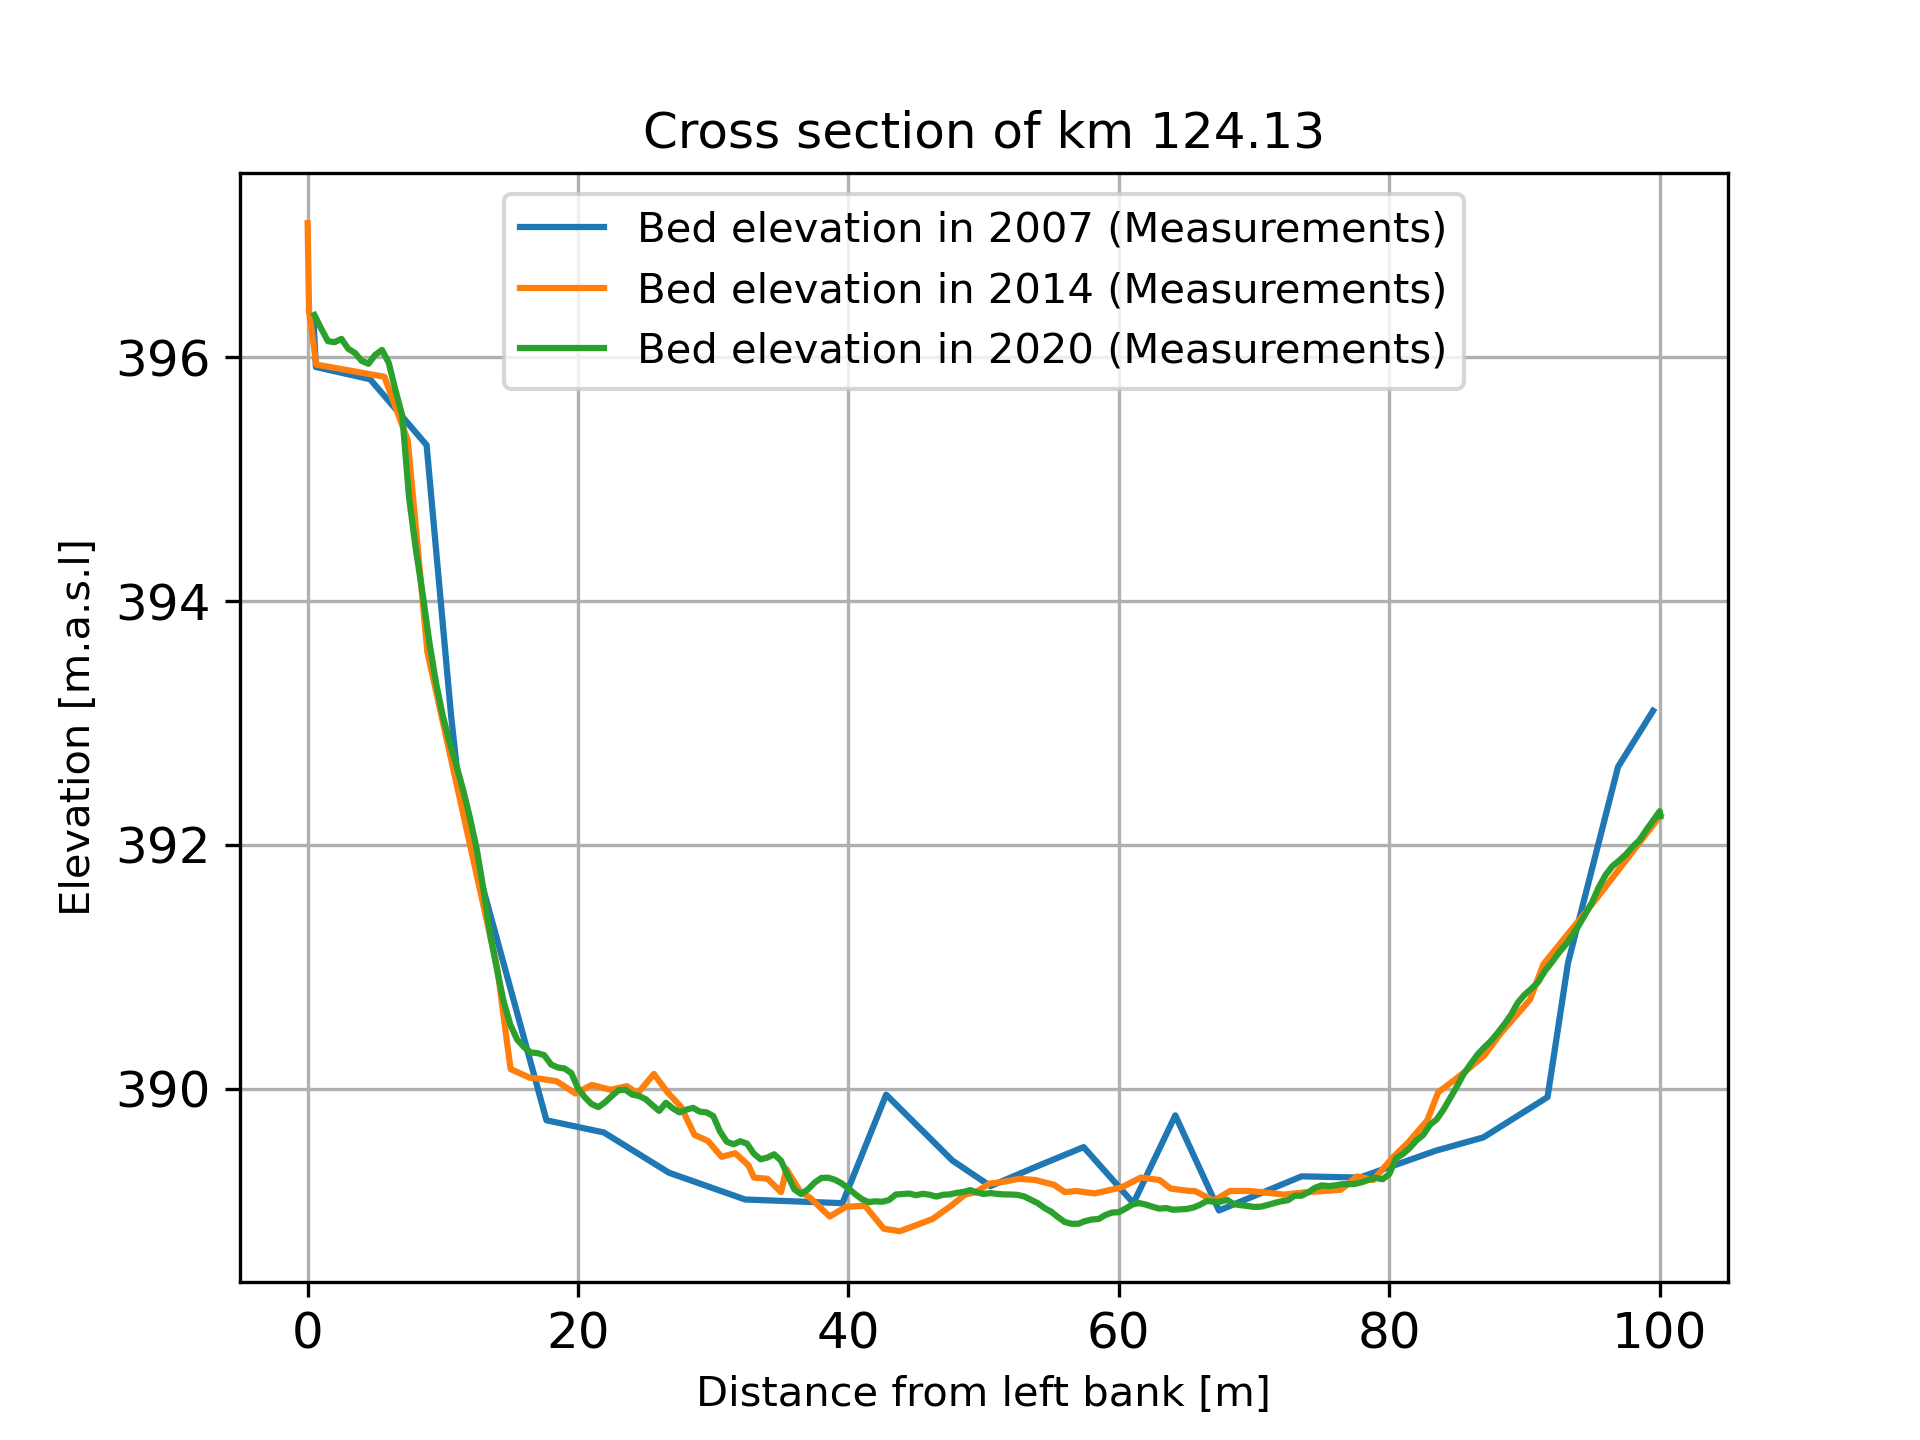 Cross section of km 124.13
Bed elevation in 2007 (Measurements)
Bed elevation in 2014 (Measurements)
Bed elevation in 2020 (Measurements)
Elevation [m.a.s.l]
396
394
392
390
0 20 40 60 80 100
Distance from left bank [m]